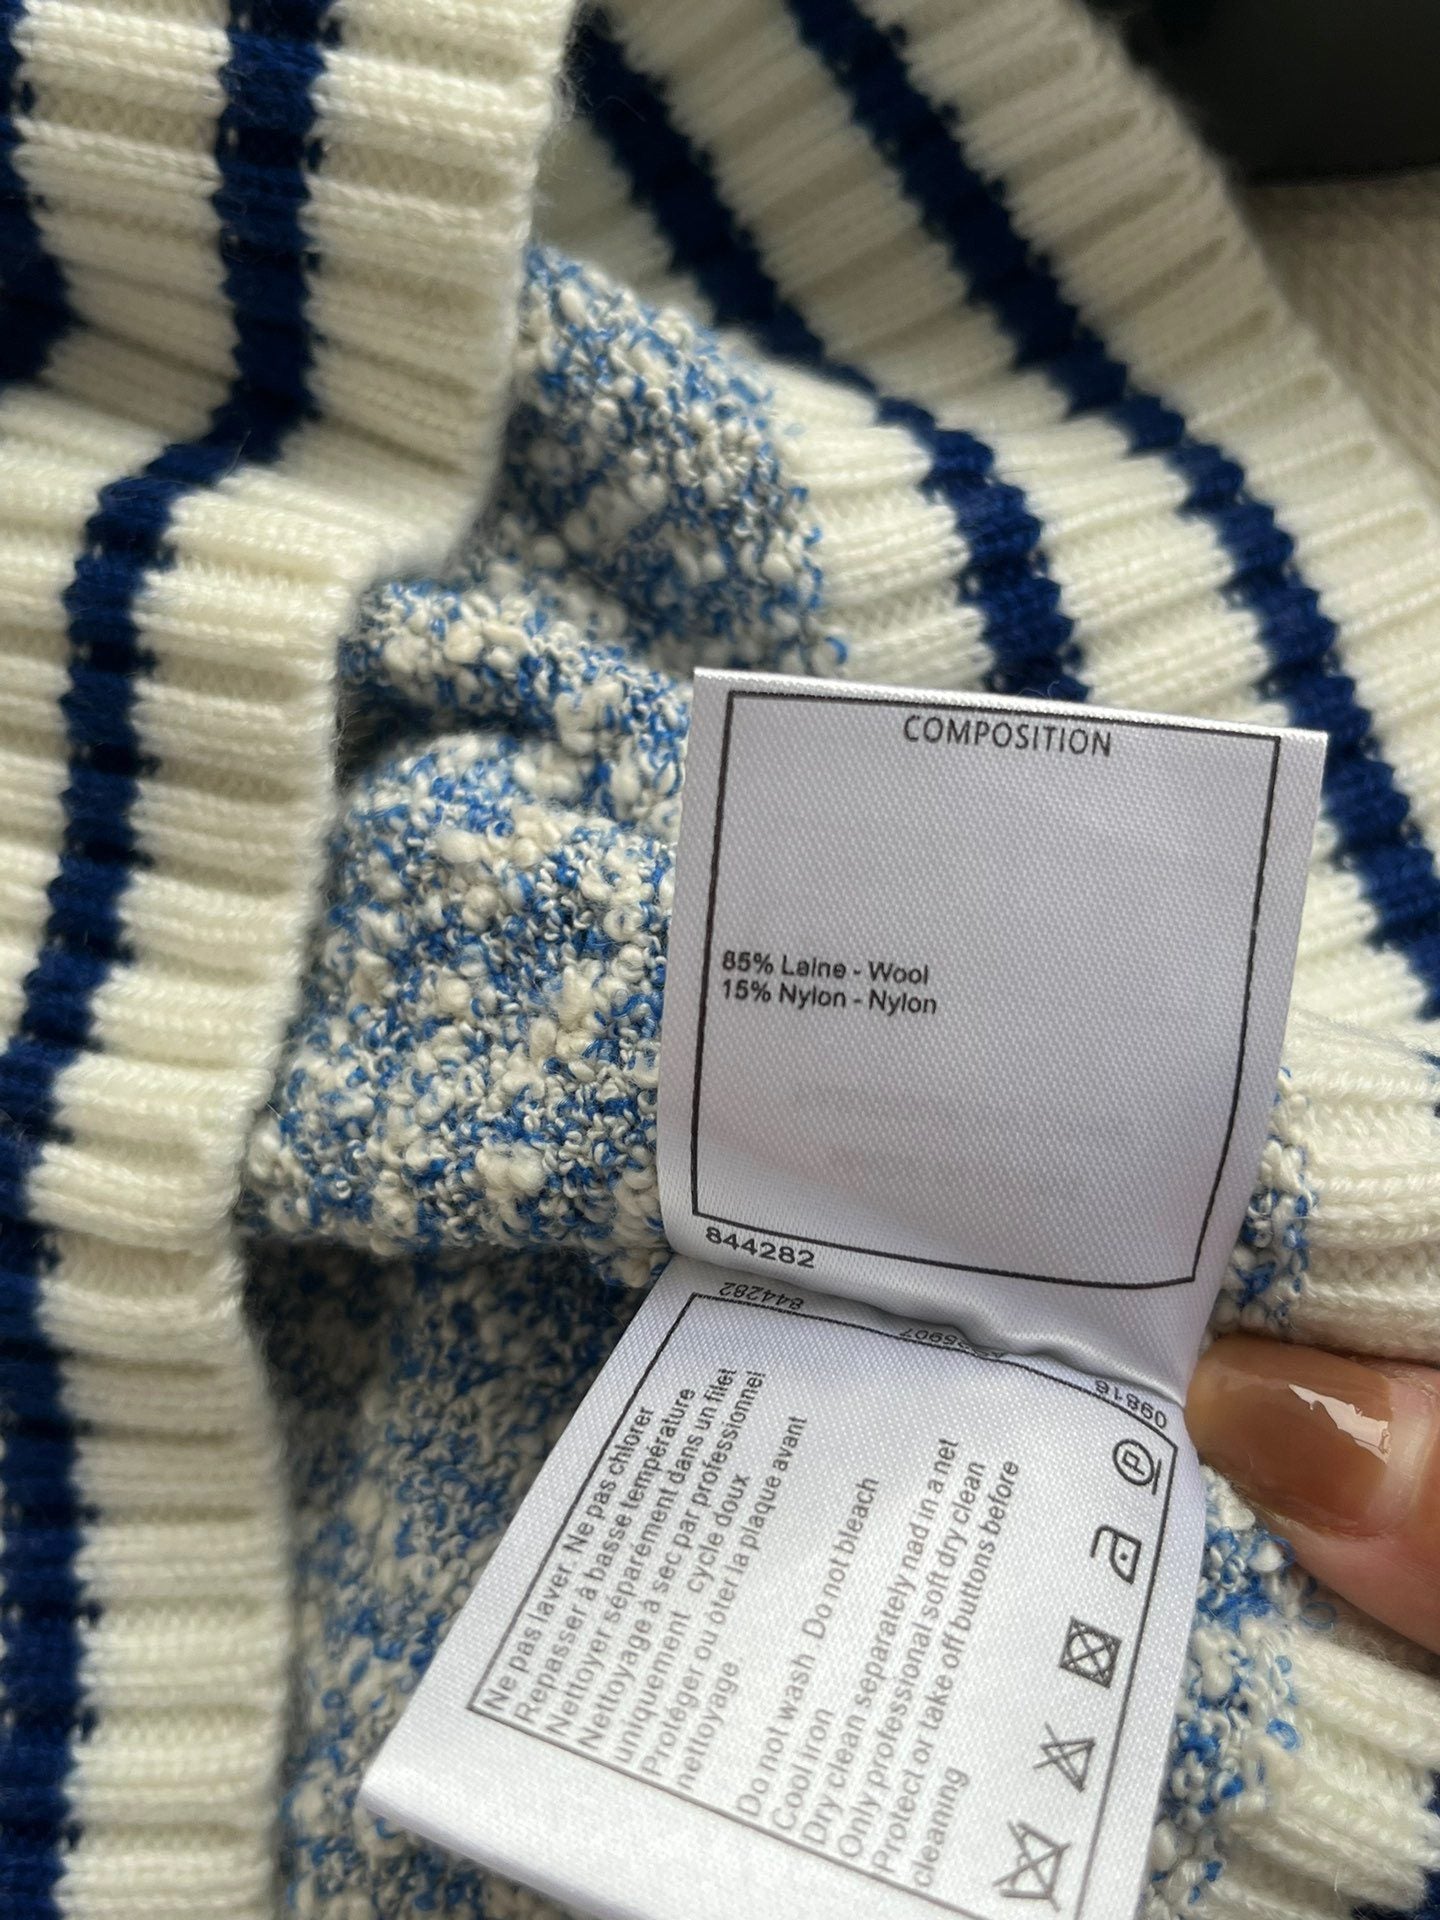 COMPOSITION
85% Laine - Wool
15% Nylon - Nylon
844282
844282
25907
09816
Ne pas laver. Ne pas chlorer
Repasser à basse température
Nettoyer séparément dans un filet
Nettoyage à sec par professionnel
uniquement cycle doux
Protéger ou ôter la plaque avant
nettoyage
Do not wash Do not bleach
Cool iron
Dry clean separately nad in a net
Only professional soft dry clean
Protect or take off buttons before
cleaning
P